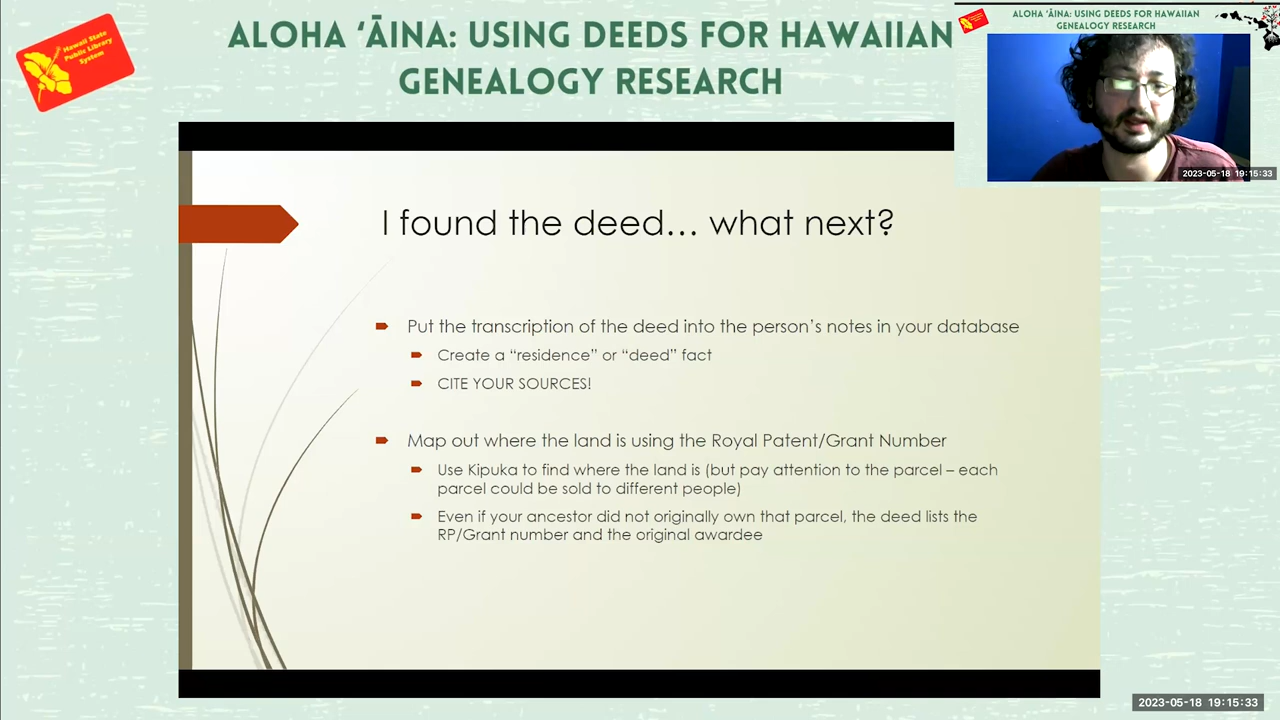 Hawaii State
Public Library
System
ALOHA ʻĀINA: USING DEEDS FOR HAWAIIAN
GENEALOGY RESEARCH
ALOHA ʻĀINA: USING DEEDS FOR HAWAIIAN
GENEALOGY RESEARCH
2023-05-18 19:15:33
I found the deed… what next?
Put the transcription of the deed into the person’s notes in your database
Create a “residence” or “deed” fact
CITE YOUR SOURCES!
Map out where the land is using the Royal Patent/Grant Number
Use Kipuka to find where the land is (but pay attention to the parcel – each
parcel could be sold to different people)
Even if your ancestor did not originally own that parcel, the deed lists the
RP/Grant number and the original awardee
2023-05-18 19:15:33